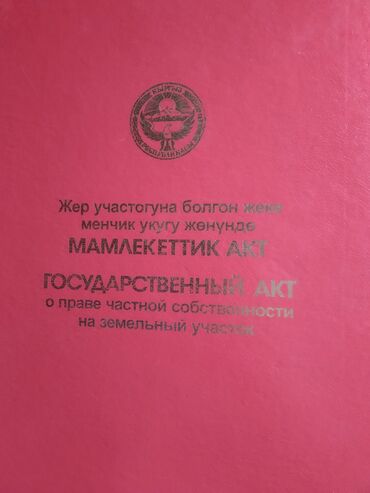 Жер участогуна болгон жеке
менчик укугу жөнүндө
МАМЛЕКЕТТИК АКТ
ГОСУДАРСТВЕННЫЙ АКТ
о праве частной собственности
на земельный участок